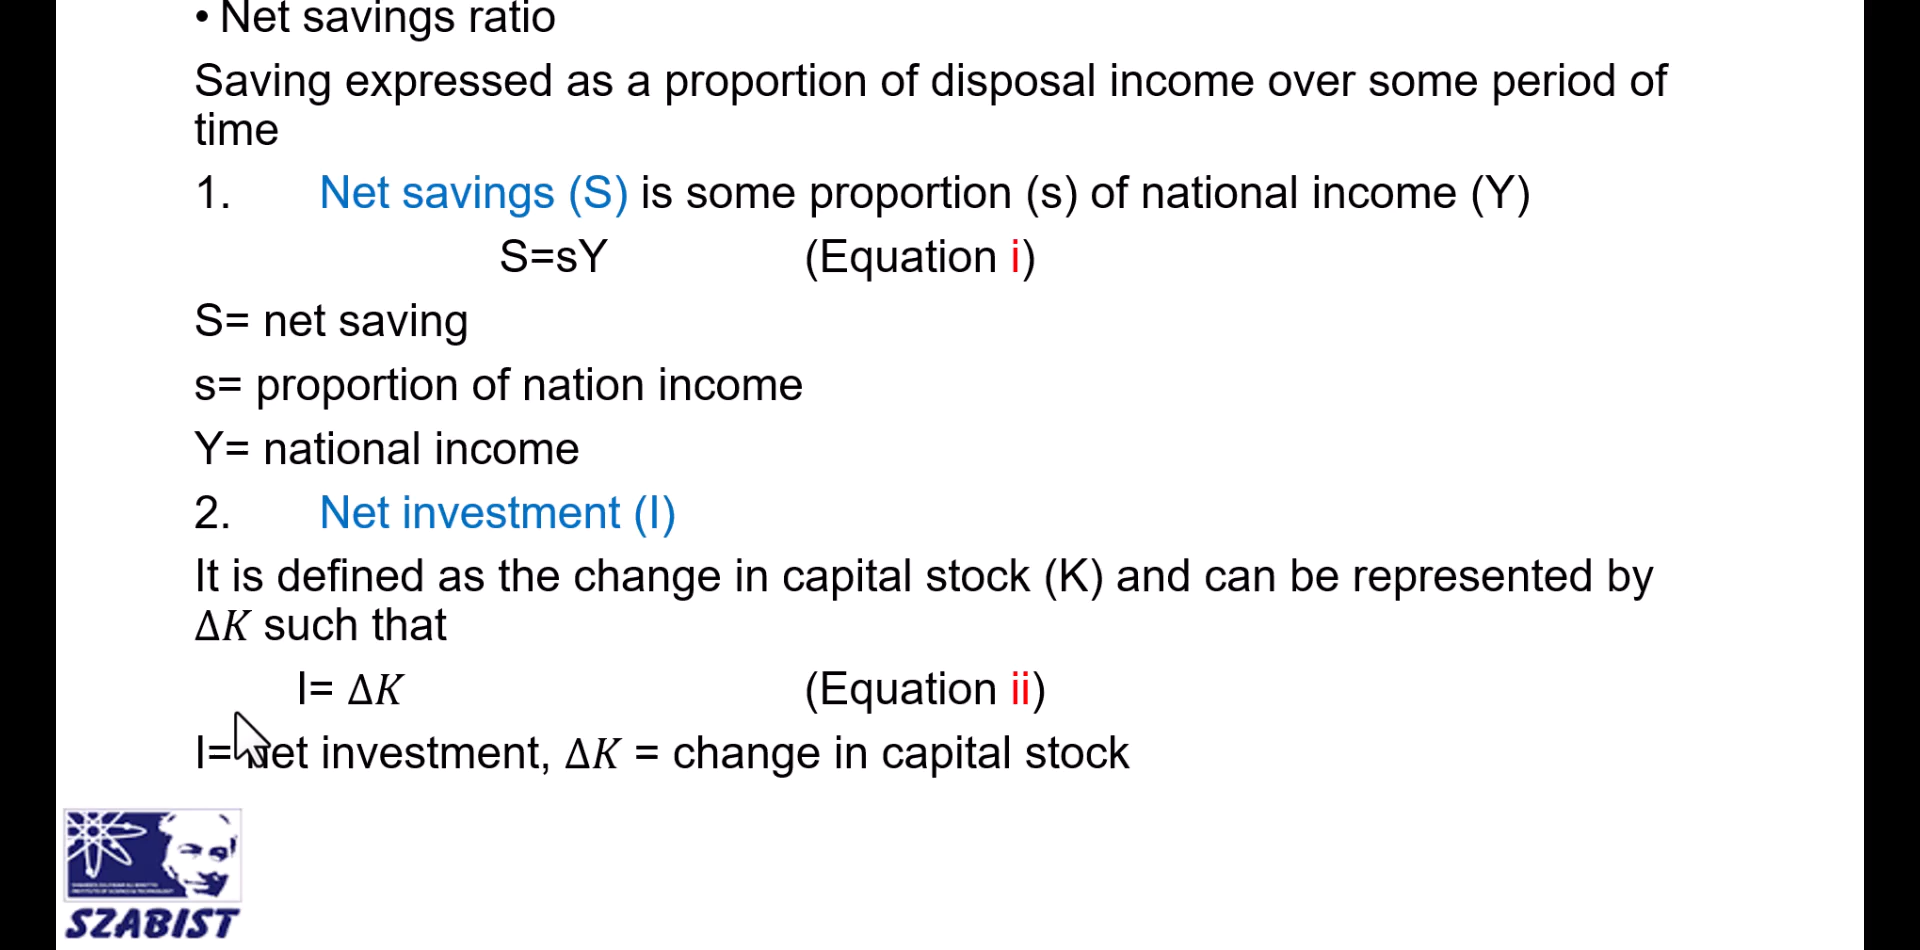 • Net savings ratio
Saving expressed as a proportion of disposal income over some period of
time
1. Net savings (S) is some proportion (s) of national income (Y)
S=sY (Equation i)
S= net saving
s= proportion of nation income
Y= national income
2. Net investment (I)
It is defined as the change in capital stock (K) and can be represented by
ΔK such that
I= ΔK (Equation ii)
I= net investment, ΔK = change in capital stock
SZABIST